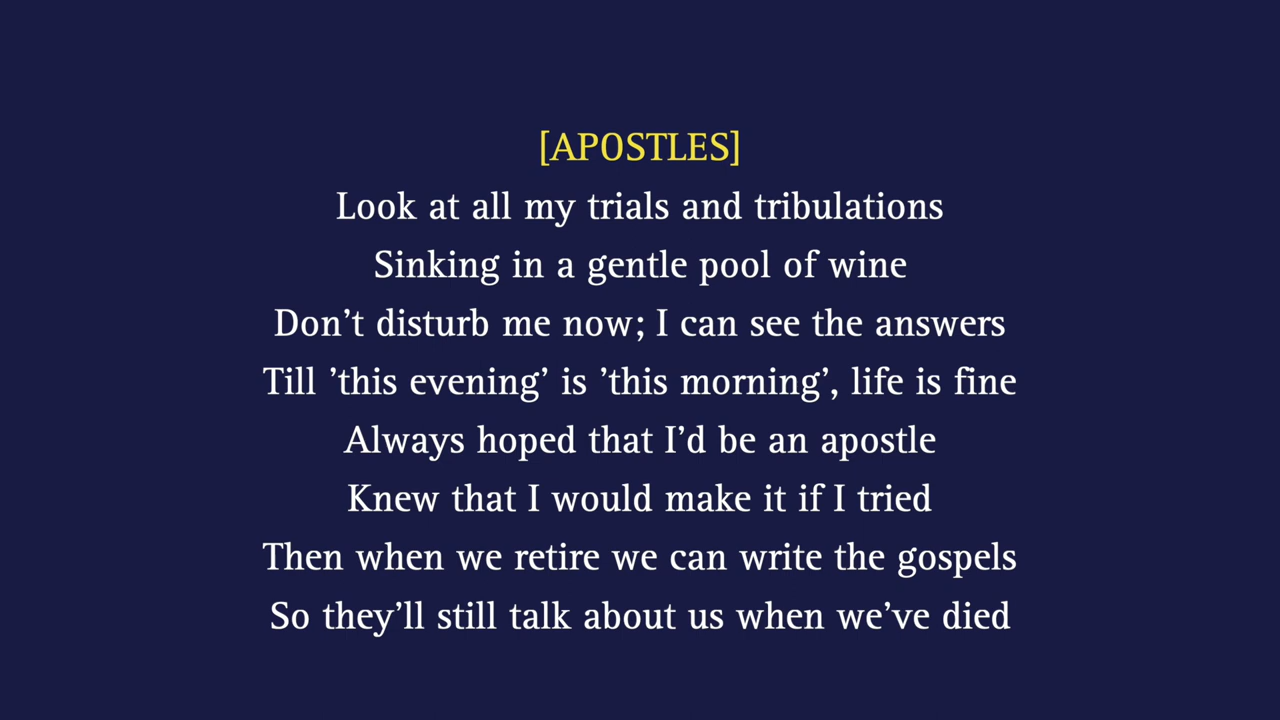 [APOSTLES]
Look at all my trials and tribulations
Sinking in a gentle pool of wine
Don’t disturb me now; I can see the answers
Till ’this evening’ is ’this morning’, life is fine
Always hoped that I’d be an apostle
Knew that I would make it if I tried
Then when we retire we can write the gospels
So they’ll still talk about us when we’ve died